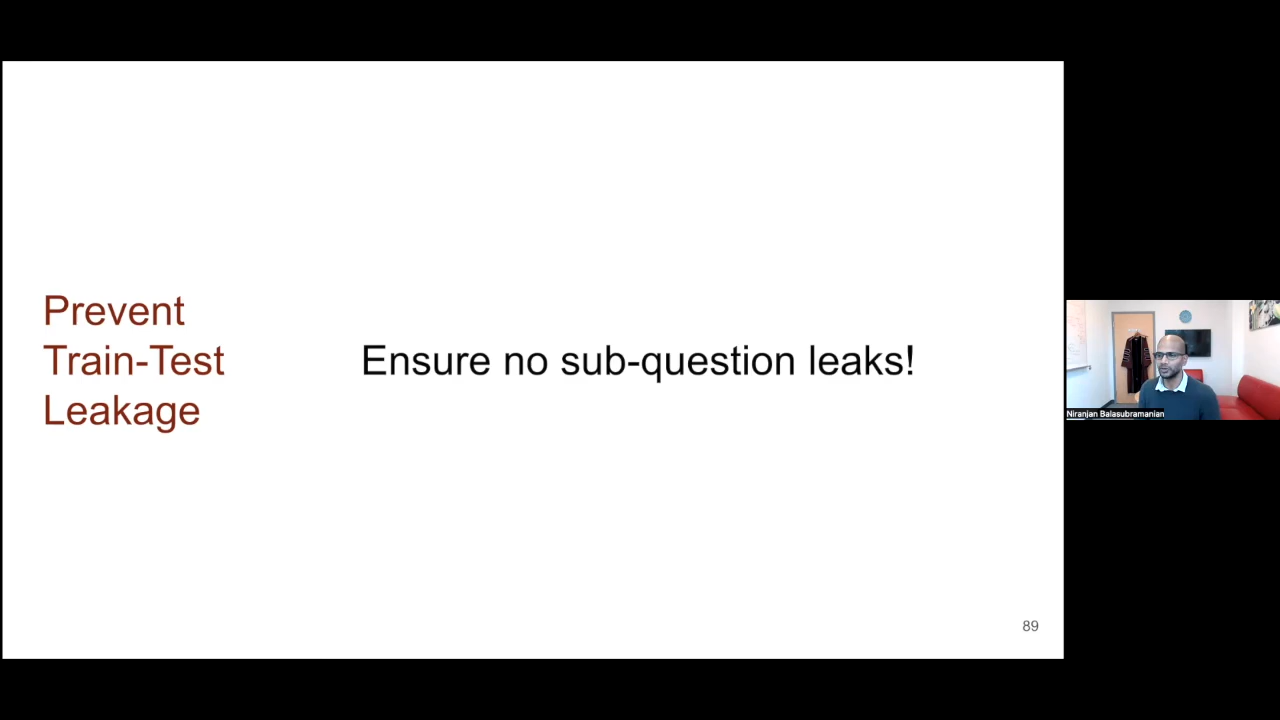 Prevent
Train-Test
Leakage
Ensure no sub-question leaks!
89
Niranjan Balasubramanian